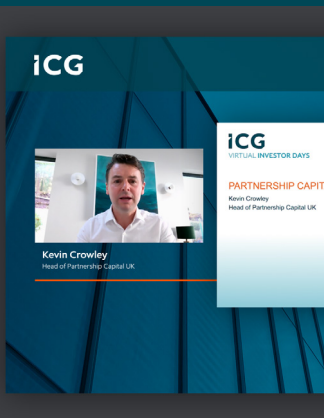 ICG
Kevin Crowley
Head of Partnership Capital UK
ICG
VIRTUAL INVESTOR DAYS
PARTNERSHIP CAPIT
Kevin Crowley
Head of Partnership Capital UK